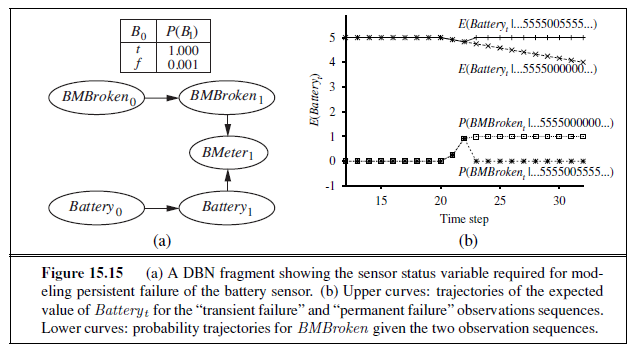 B0 P(B1)
t 1.000
f 0.001
BMBroken0
BMBroken1
BMeter1
Battery0
Battery1
(a)
E(Batteryt |...5555005555...)
E(Batteryt |...5555000000...)
P(BMBrokent |...5555000000...)
P(BMBrokent |...5555005555...)
E(Batteryt)
5
4
3
2
1
0
-1
15 20 25 30
Time step
(b)
Figure 15.15 (a) A DBN fragment showing the sensor status variable required for mod-
eling persistent failure of the battery sensor. (b) Upper curves: trajectories of the expected
value of Batteryt for the “transient failure” and “permanent failure” observations sequences.
Lower curves: probability trajectories for BMBroken given the two observation sequences.